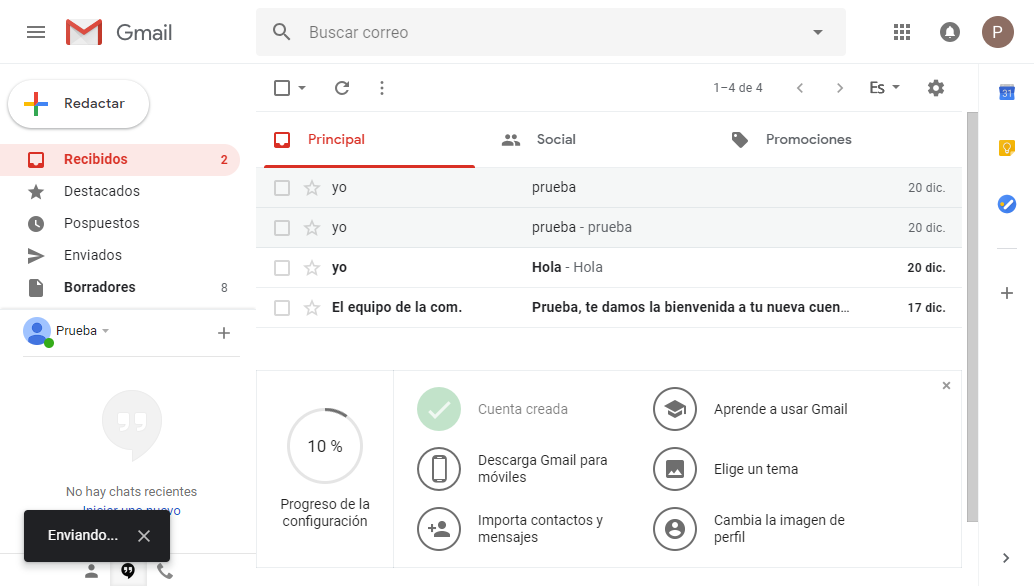 Gmail
Buscar correo
P
Redactar
1–4 de 4
Es
31
Recibidos 2
Destacados
Pospuestos
Enviados
Borradores 8
Principal
Social
Promociones
yo prueba 20 dic.
yo prueba - prueba 20 dic.
yo Hola - Hola 20 dic.
El equipo de la com. Prueba, te damos la bienvenida a tu nueva cuen… 17 dic.
Prueba
No hay chats recientes
Iniciar uno nuevo
Enviando...
10 %
Progreso de la
configuración
Cuenta creada
Descarga Gmail para
móviles
Importa contactos y
mensajes
Aprende a usar Gmail
Elige un tema
Cambia la imagen de
perfil